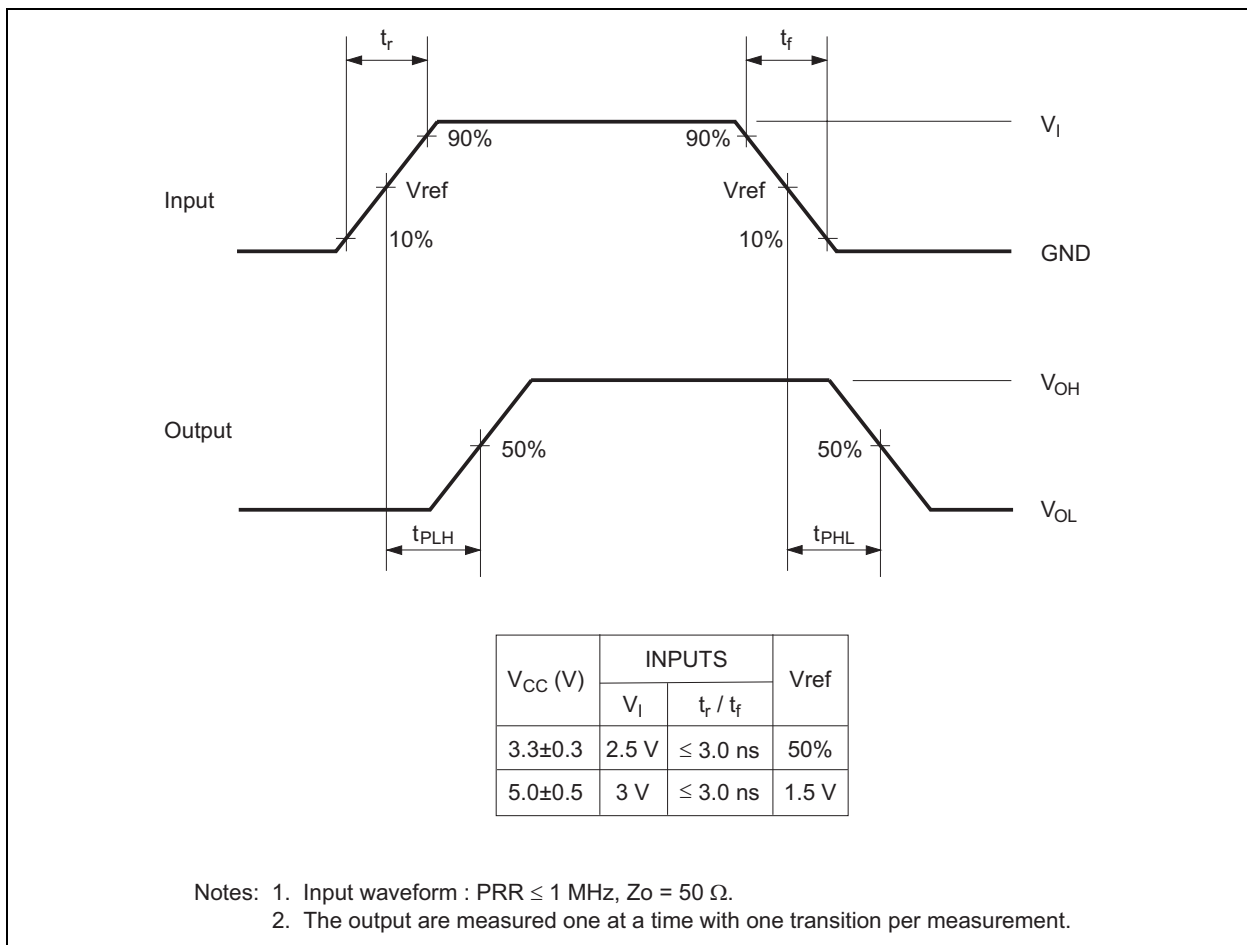 tr
tf
VI
90%
90%
Input
Vref
Vref
10%
10%
GND
VOH
Output
50%
50%
VOL
tPLH
tPHL
VCC (V)
INPUTS
Vref
VI
tr / tf
3.3±0.3 2.5 V ≤ 3.0 ns 50%
5.0±0.5 3 V ≤ 3.0 ns 1.5 V
Notes: 1. Input waveform : PRR ≤ 1 MHz, Zo = 50 Ω.
2. The output are measured one at a time with one transition per measurement.